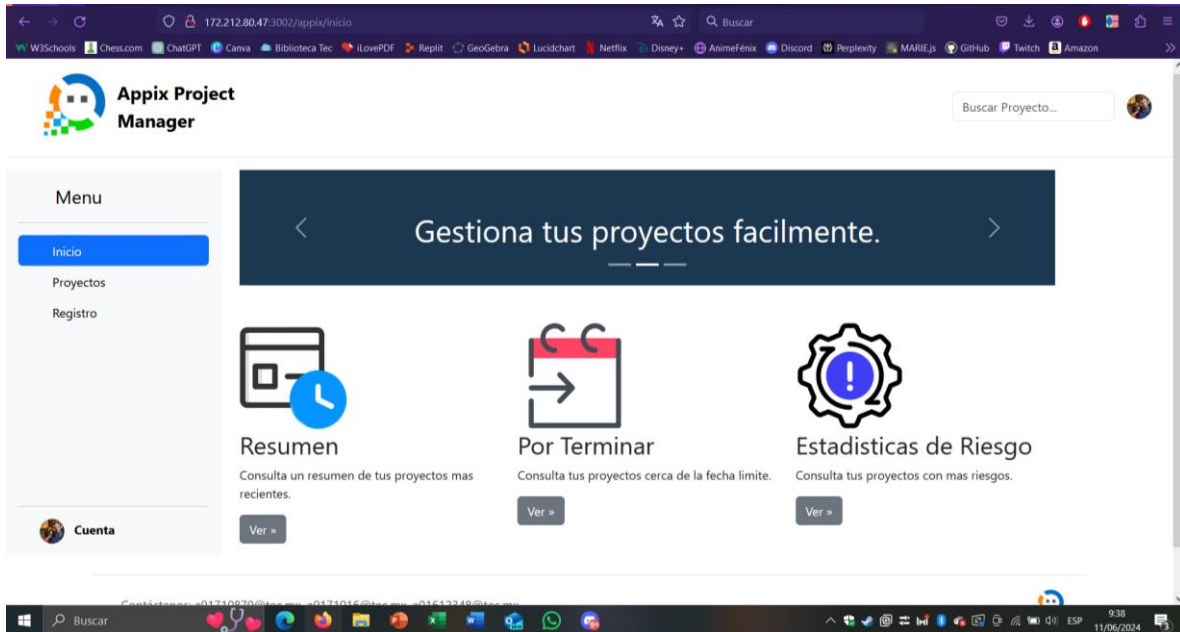 172.212.80.47:3002/appix/inicio
Buscar
W3Schools Chess.com ChatGPT Canva Biblioteca Tec iLovePDF Replit GeoGebra Lucidchart Netflix Disney+ AnimeFénix Discord Perplexity MARIE.js GitHub Twitch Amazon
Appix Project
Manager
Buscar Proyecto...
Menu
Inicio
Proyectos
Registro
Cuenta
Gestiona tus proyectos facilmente.
Resumen
Consulta un resumen de tus proyectos mas
recientes.
Ver »
Por Terminar
Consulta tus proyectos cerca de la fecha limite.
Ver »
Estadisticas de Riesgo
Consulta tus proyectos con mas riesgos.
Ver »
Buscar
ESP
9:38
11/06/2024